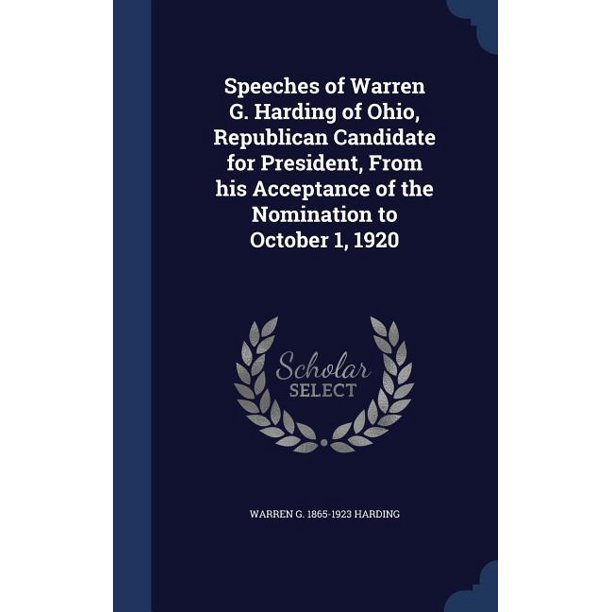 Speeches of Warren
G. Harding of Ohio,
Republican Candidate
for President, From
his Acceptance of the
Nomination to
October 1, 1920
Scholar
SELECT
WARREN G. 1865-1923 HARDING